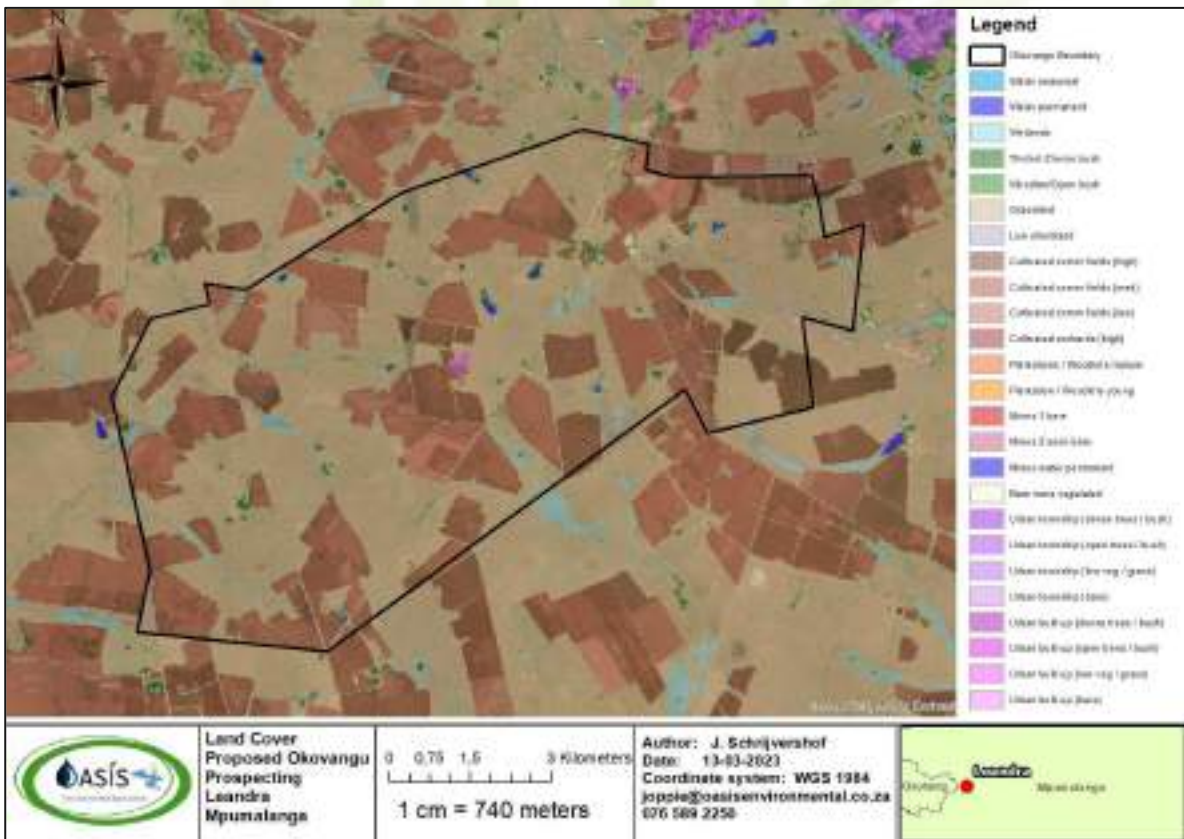 N
Legend
Water seasonal
Water permanent
Wetlands
Thicket /Dense bush
Woodland/Open bush
Grassland
Low shrubland
Cultivated comm fields (high)
Cultivated comm fields (med)
Cultivated comm fields (low)
Cultivated orchards (high)
Plantations / Woodlots mature
Plantation / Woodlots young
Mines 1 bare
Mines 2 semi-bare
Mines water permanent
Bare none vegetated
Urban township (dense trees / bush)
Urban township (open trees / bush)
Urban township (low veg / grass)
Urban township (bare)
Urban built-up (dense trees / bush)
Urban built-up (open trees / bush)
Urban built-up (low veg / grass)
Urban built-up (bare)
OASIS
Land Cover
Proposed Okovangu
Prospecting
Leandra
Mpumalanga
0 0,75 1,5 3 Kilometers
1 cm = 740 meters
Author: J. Schrijvershof
Date: 13-03-2023
Coordinate system: WGS 1984
joppie@oasisenvironmental.co.za
076 589 2250
Leandra
Gauteng
Mpumalanga